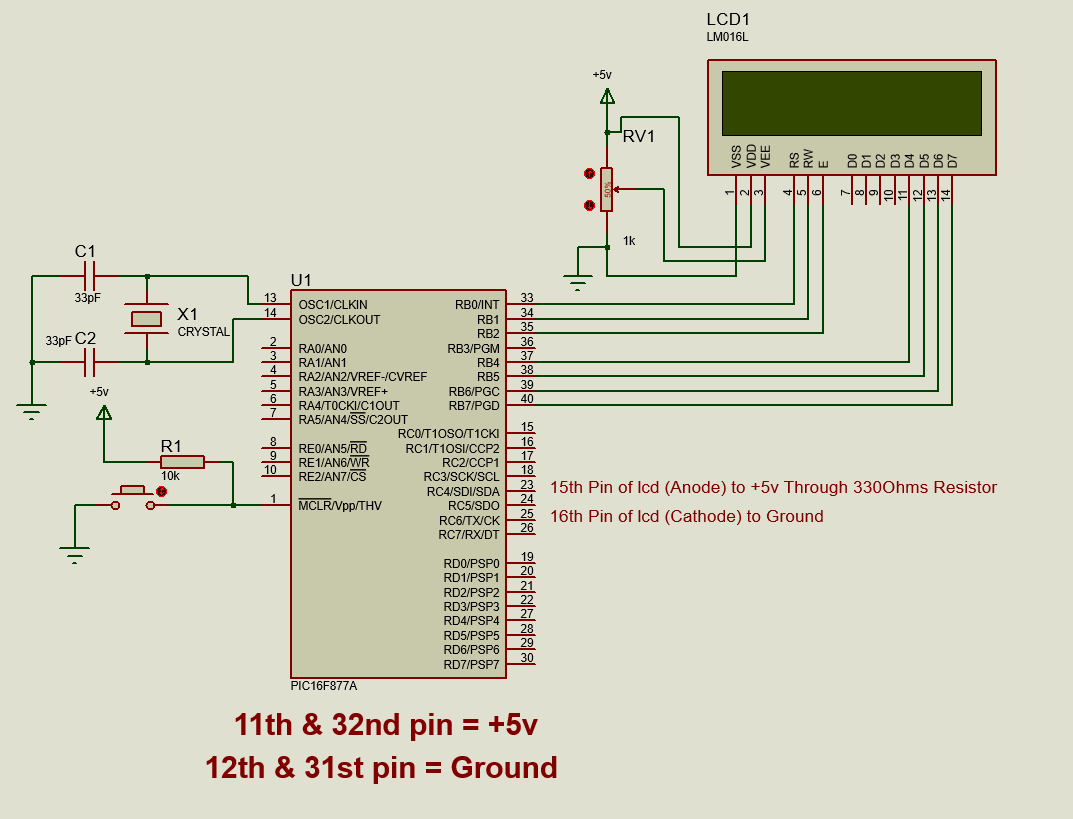 LCD1
LM016L
+5v
RV1
50%
1k
VSS
VDD
VEE
RS
RW
E
D0
D1
D2
D3
D4
D5
D6
D7
1
2
3
4
5
6
7
8
9
10
11
12
13
14
C1
33pF
X1
CRYSTAL
33pF C2
+5v
R1
10k
U1
13 OSC1/CLKIN
14 OSC2/CLKOUT
2 RA0/AN0
3 RA1/AN1
4 RA2/AN2/VREF-/CVREF
5 RA3/AN3/VREF+
6 RA4/T0CKI/C1OUT
7 RA5/AN4/SS/C2OUT
8 RE0/AN5/RD
9 RE1/AN6/WR
10 RE2/AN7/CS
1 MCLR/Vpp/THV
RB0/INT 33
RB1 34
RB2 35
RB3/PGM 36
RB4 37
RB5 38
RB6/PGC 39
RB7/PGD 40
RC0/T1OSO/T1CKI 15
RC1/T1OSI/CCP2 16
RC2/CCP1 17
RC3/SCK/SCL 18
RC4/SDI/SDA 23
RC5/SDO 24
RC6/TX/CK 25
RC7/RX/DT 26
RD0/PSP0 19
RD1/PSP1 20
RD2/PSP2 21
RD3/PSP3 22
RD4/PSP4 27
RD5/PSP5 28
RD6/PSP6 29
RD7/PSP7 30
PIC16F877A
15th Pin of lcd (Anode) to +5v Through 330Ohms Resistor
16th Pin of lcd (Cathode) to Ground
11th & 32nd pin = +5v
12th & 31st pin = Ground